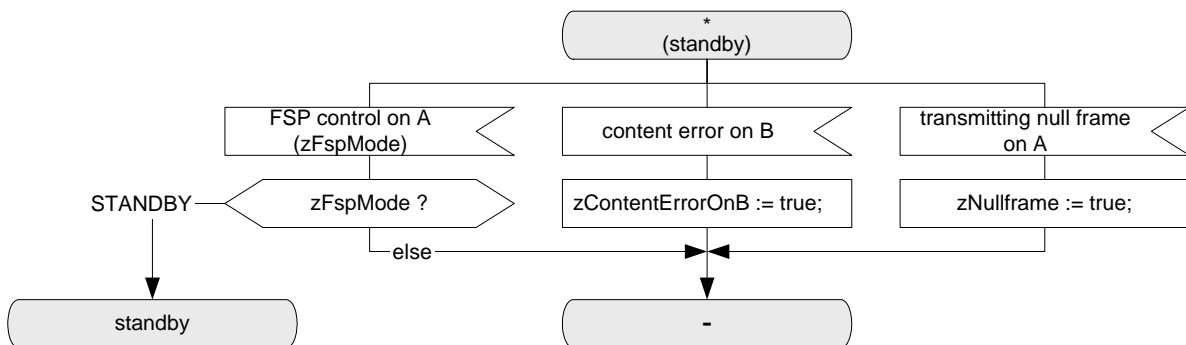 *
(standby)
FSP control on A
(zFspMode)
content error on B
transmitting null frame
on A
STANDBY
zFspMode ?
zContentErrorOnB := true;
zNullframe := true;
else
standby
-